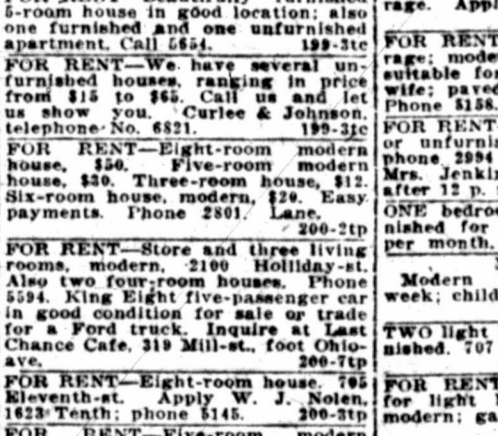 5-room house in good location; also
one furnished and one unfurnished
apartment. Call 5654. 199-3tc
FOR RENT—We have several un-
furnished houses, ranging in price
from $15 to $65. Call us and let
us show you. Curlee & Johnson,
telephone No. 6821. 199-3tc
FOR RENT—Eight-room modern
house, $50. Five-room modern
house, $30. Three-room house, $12.
Six-room house, modern, $20. Easy
payments. Phone 2801. Lane.
200-2tp
FOR RENT—Store and three living
rooms, modern, 2100 Holliday-st.
Also two four-room houses. Phone
5594. King Eight five-passenger car
in good condition for sale or trade
for a Ford truck. Inquire at Last
Chance Cafe, 319 Mill-st., foot Ohio-
ave. 200-7tp
FOR RENT—Eight-room house. 705
Eleventh-st. Apply W. J. Nolen,
1623 Tenth; phone 5145. 200-3tp
FOR RENT—Five-room modern
rage. Appl
FOR RENT
rage; mode
suitable fo
wife; paved
Phone 5158.
FOR RENT
or unfurni
phone 2994
Mrs. Jenki
after 12 p.
ONE bedro
nished for
per month.
Modern
week; child
TWO light
nished. 707
FOR RENT
for light
modern; ga